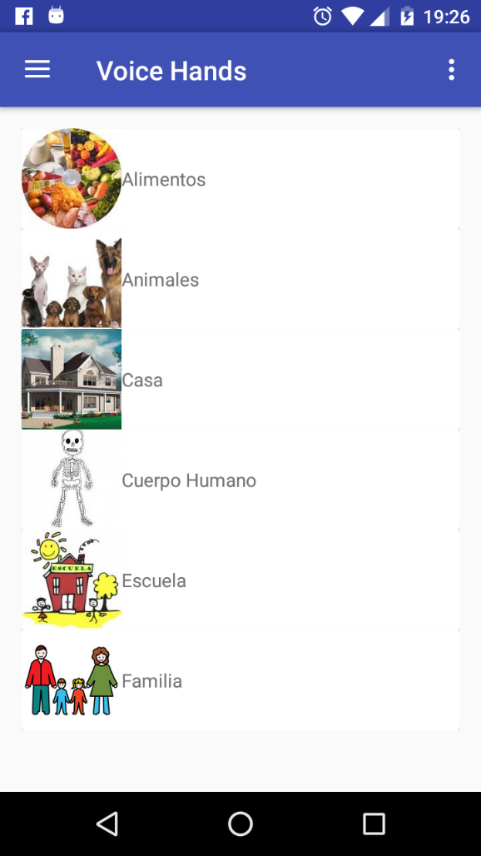 19:26
Voice Hands
Alimentos
Animales
Casa
Cuerpo Humano
ESCUELA
Escuela
Familia